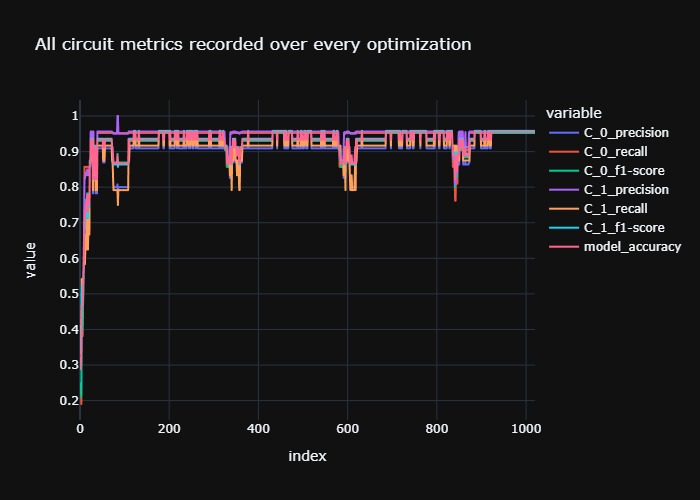 All circuit metrics recorded over every optimization
variable
C_0_precision
C_0_recall
C_0_f1-score
C_1_precision
C_1_recall
C_1_f1-score
model_accuracy
value
1
0.9
0.8
0.7
0.6
0.5
0.4
0.3
0.2
0 200 400 600 800 1000
index